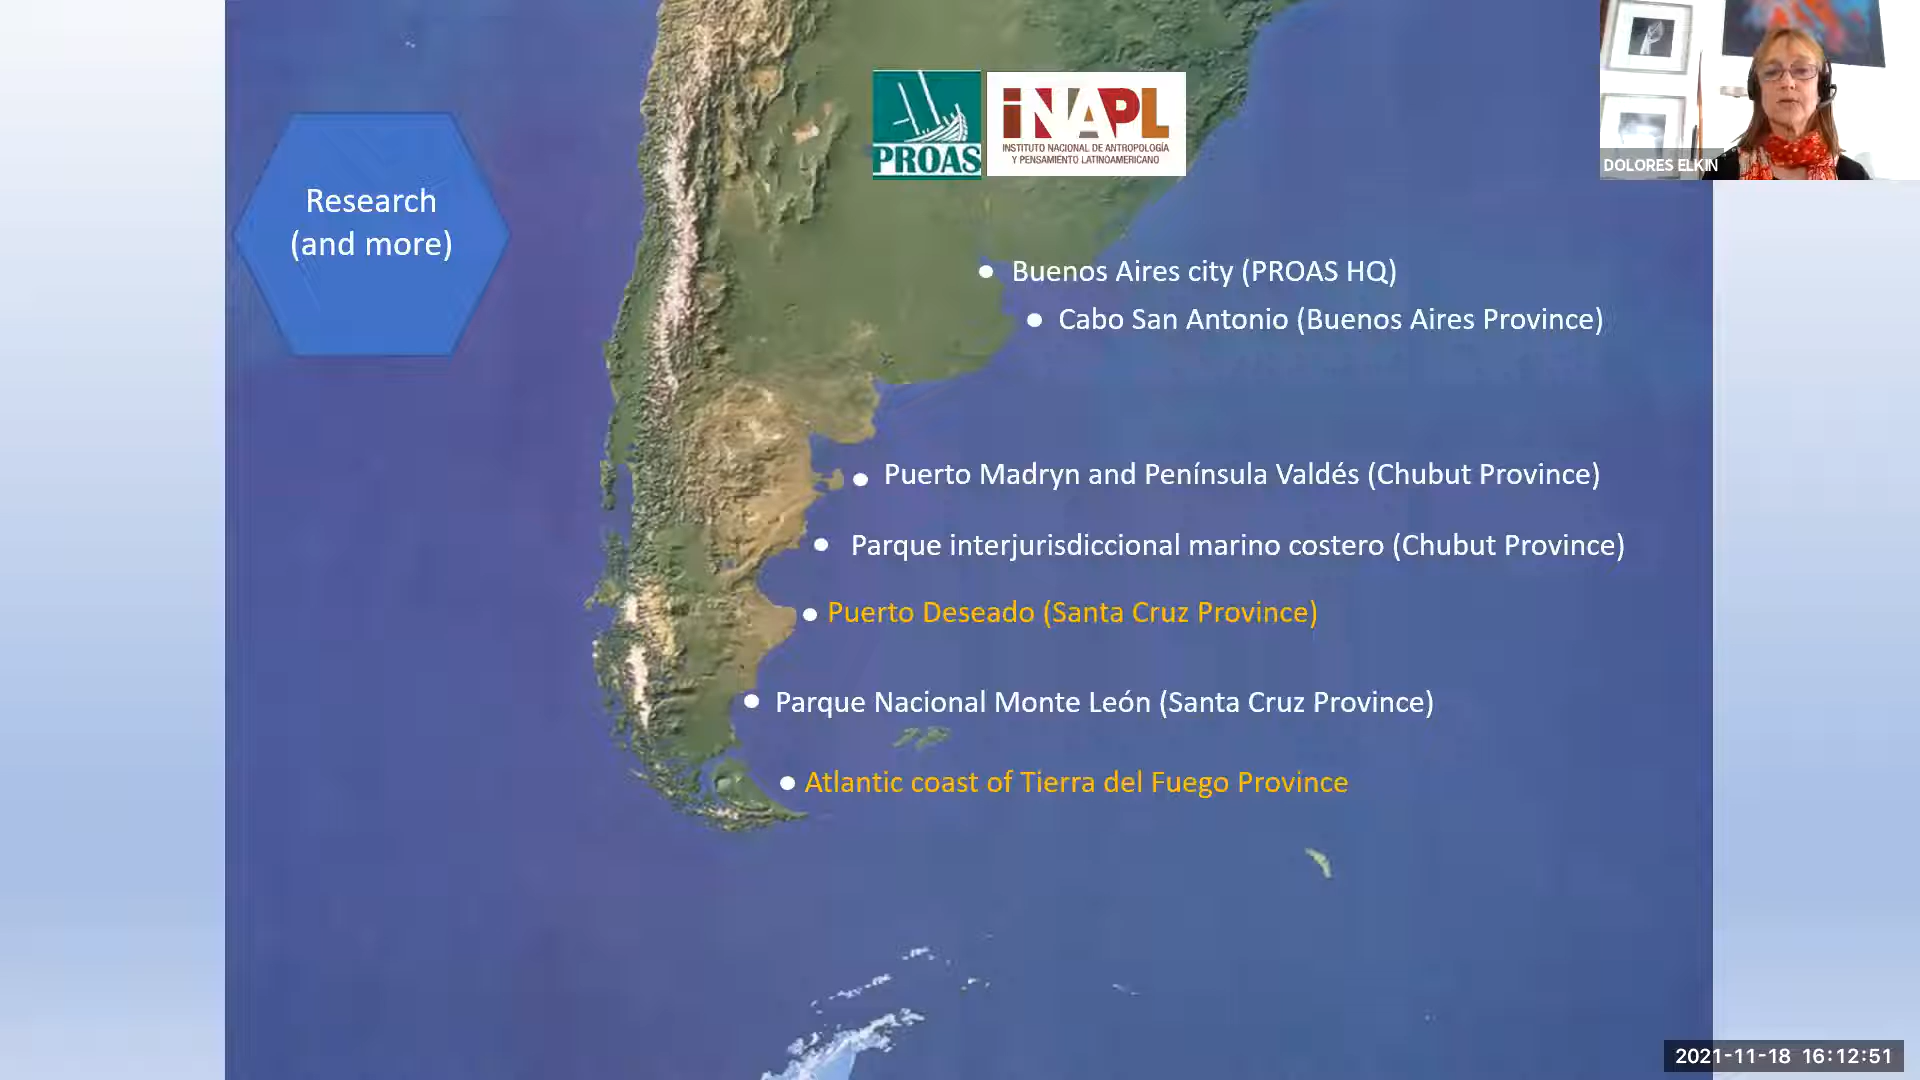 Research
(and more)
PROAS
iNAPL
INSTITUTO NACIONAL DE ANTROPOLOGÍA
Y PENSAMIENTO LATINOAMERICANO
DOLORES ELKIN
Buenos Aires city (PROAS HQ)
Cabo San Antonio (Buenos Aires Province)
Puerto Madryn and Península Valdés (Chubut Province)
Parque interjurisdiccional marino costero (Chubut Province)
Puerto Deseado (Santa Cruz Province)
Parque Nacional Monte León (Santa Cruz Province)
Atlantic coast of Tierra del Fuego Province
2021-11-18 16:12:51